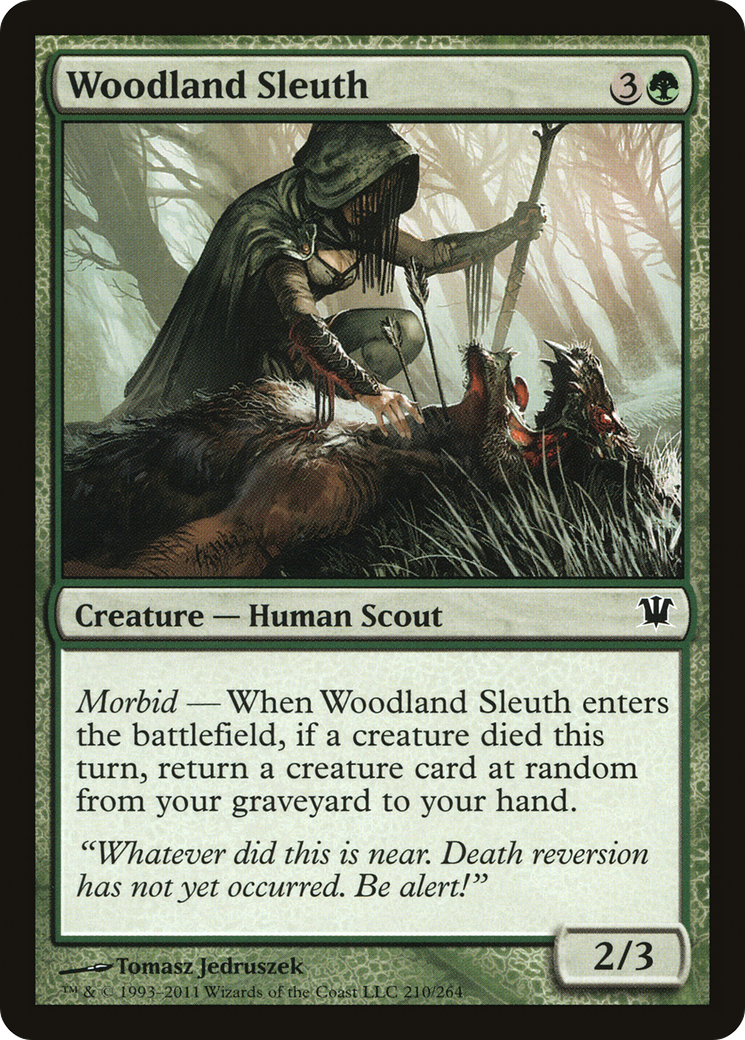 Woodland Sleuth 3
Creature — Human Scout
Morbid — When Woodland Sleuth enters
the battlefield, if a creature died this
turn, return a creature card at random
from your graveyard to your hand.
“Whatever did this is near. Death reversion
has not yet occurred. Be alert!”
2/3
Tomasz Jedruszek
™ & © 1993–2011 Wizards of the Coast LLC 210/264